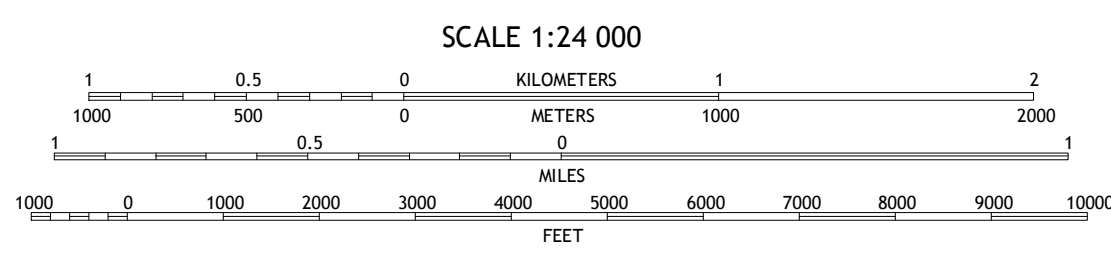 SCALE 1:24 000
1 0.5 0 KILOMETERS 1 2
1000 500 0 METERS 1000 2000
1 0.5 0 1
MILES
1000 0 1000 2000 3000 4000 5000 6000 7000 8000 9000 10000
FEET